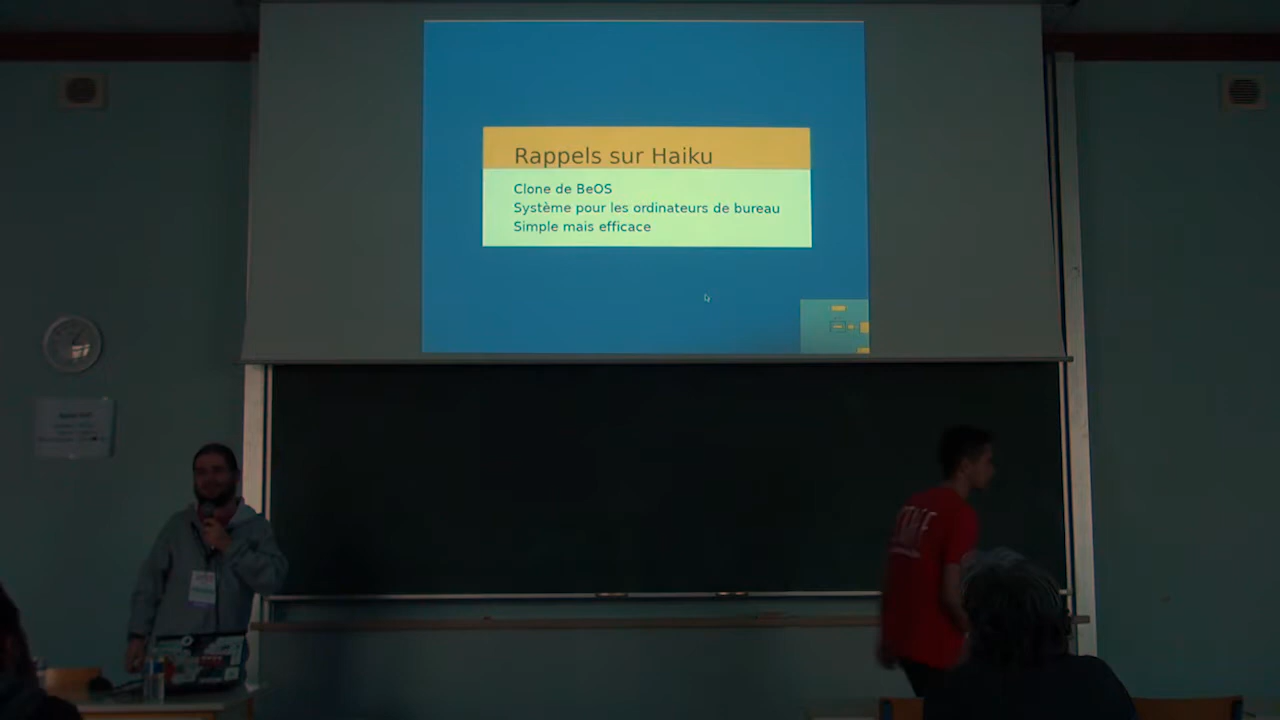 Rappels sur Haiku
Clone de BeOS
Système pour les ordinateurs de bureau
Simple mais efficace